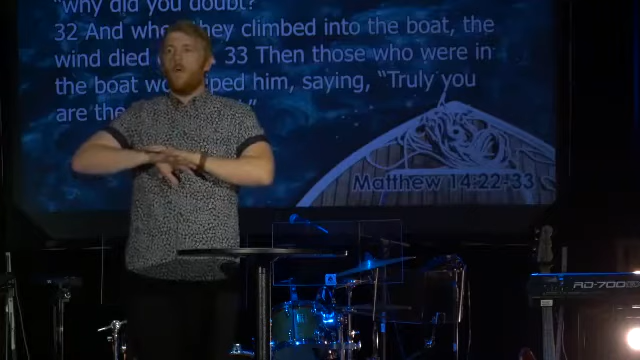 “why did you doubt?”
32 And when they climbed into the boat, the
wind died 33 Then those who were in
the boat him, saying, “Truly you
are the
Matthew 14:22-33
RD-700